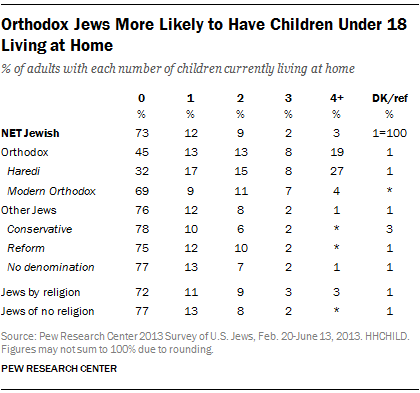 Orthodox Jews More Likely to Have Children Under 18
Living at Home
% of adults with each number of children currently living at home
0 1 2 3 4+ DK/ref
% % % % % %
NET Jewish 73 12 9 2 3 1=100
Orthodox 45 13 13 8 19 1
Haredi 32 17 15 8 27 1
Modern Orthodox 69 9 11 7 4 *
Other Jews 76 12 8 2 1 1
Conservative 78 10 6 2 * 3
Reform 75 12 10 2 * 1
No denomination 77 13 7 2 1 1
Jews by religion 72 11 9 3 3 1
Jews of no religion 77 13 8 2 * 1
Source: Pew Research Center 2013 Survey of U.S. Jews, Feb. 20-June 13, 2013. HHCHILD.
Figures may not sum to 100% due to rounding.
PEW RESEARCH CENTER